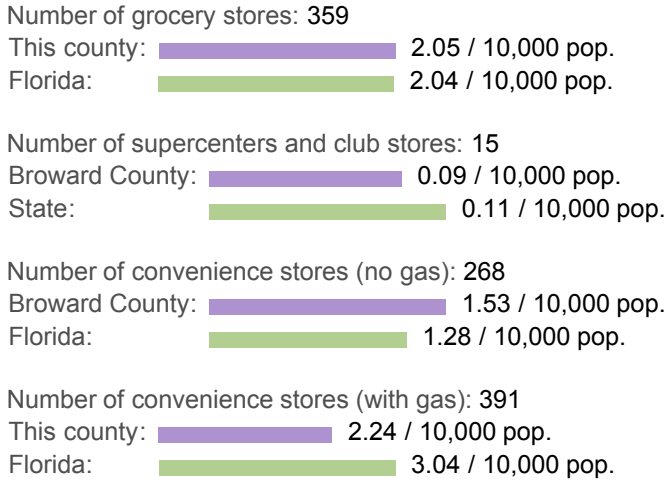 Number of grocery stores: 359
This county: 2.05 / 10,000 pop.
Florida: 2.04 / 10,000 pop.
Number of supercenters and club stores: 15
Broward County: 0.09 / 10,000 pop.
State: 0.11 / 10,000 pop.
Number of convenience stores (no gas): 268
Broward County: 1.53 / 10,000 pop.
Florida: 1.28 / 10,000 pop.
Number of convenience stores (with gas): 391
This county: 2.24 / 10,000 pop.
Florida: 3.04 / 10,000 pop.